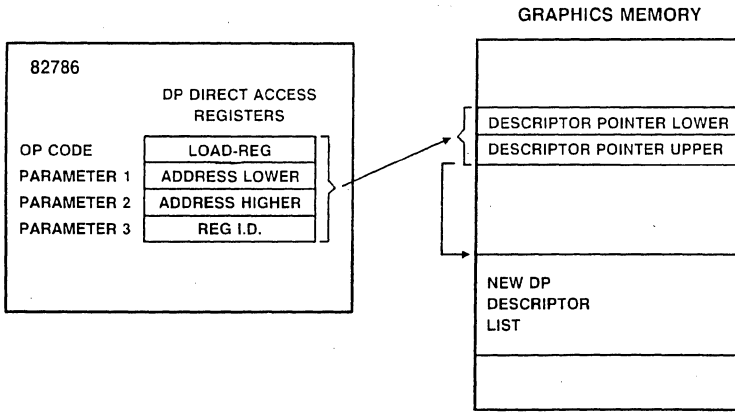 GRAPHICS MEMORY
82786
DP DIRECT ACCESS
REGISTERS
OP CODE
LOAD-REG
PARAMETER 1
ADDRESS LOWER
PARAMETER 2
ADDRESS HIGHER
PARAMETER 3
REG I.D.
DESCRIPTOR POINTER LOWER
DESCRIPTOR POINTER UPPER
NEW DP
DESCRIPTOR
LIST